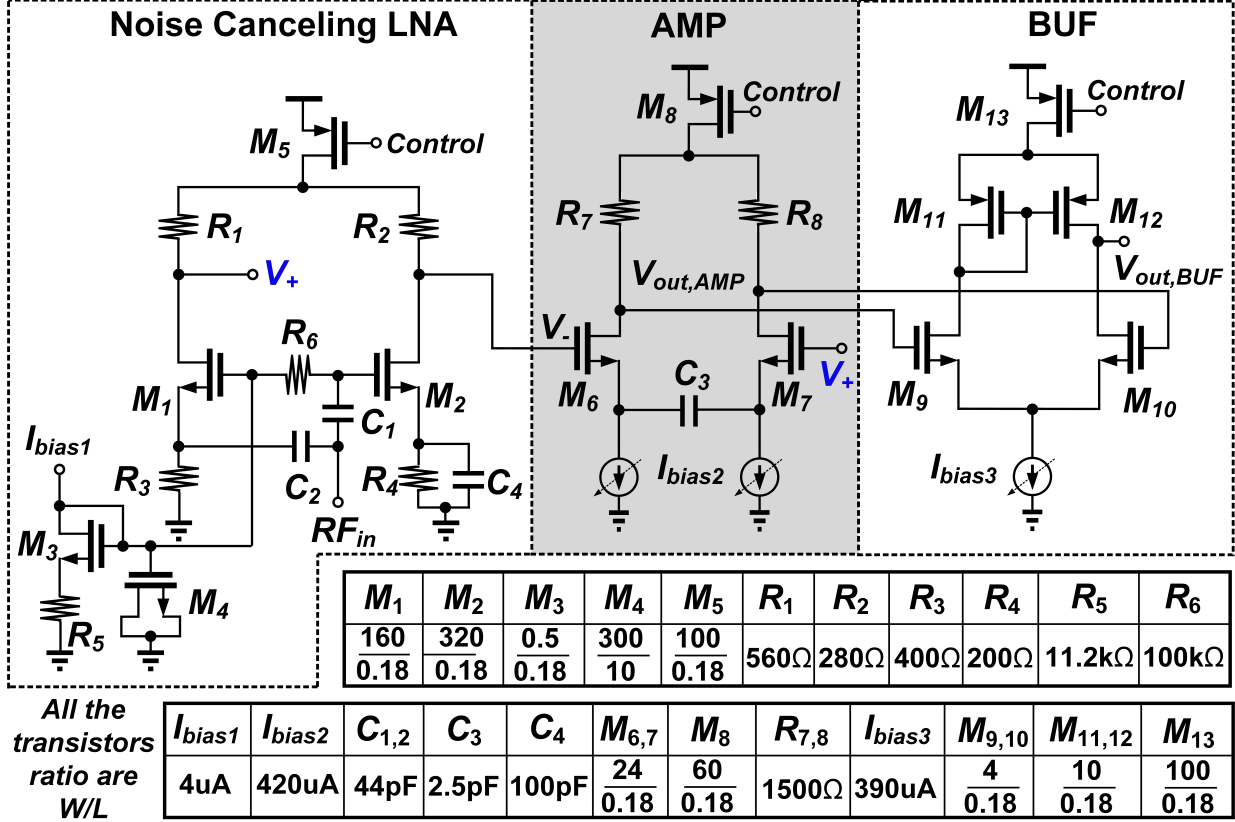 Noise Canceling LNA
AMP
BUF
M5
Control
M8
Control
M13
Control
R1
R2
R7
R8
M11
M12
V+
Vout,AMP
Vout,BUF
R6
V-
V+
M1
M2
M6
C3
M7
M9
M10
C1
Ibias1
R3
C2
R4
C4
Ibias2
Ibias3
RFin
M3
M4
R5
M1 M2 M3 M4 M5 R1 R2 R3 R4 R5 R6
160 320 0.5 300 100
560Ω 280Ω 400Ω 200Ω 11.2kΩ 100kΩ
0.18 0.18 0.18 10 0.18
All the
transistors
ratio are
W/L
Ibias1 Ibias2 C1,2 C3 C4 M6,7 M8 R7,8 Ibias3 M9,10 M11,12 M13
24 60 4 10 100
4uA 420uA 44pF 2.5pF 100pF 1500Ω 390uA
0.18 0.18 0.18 0.18 0.18